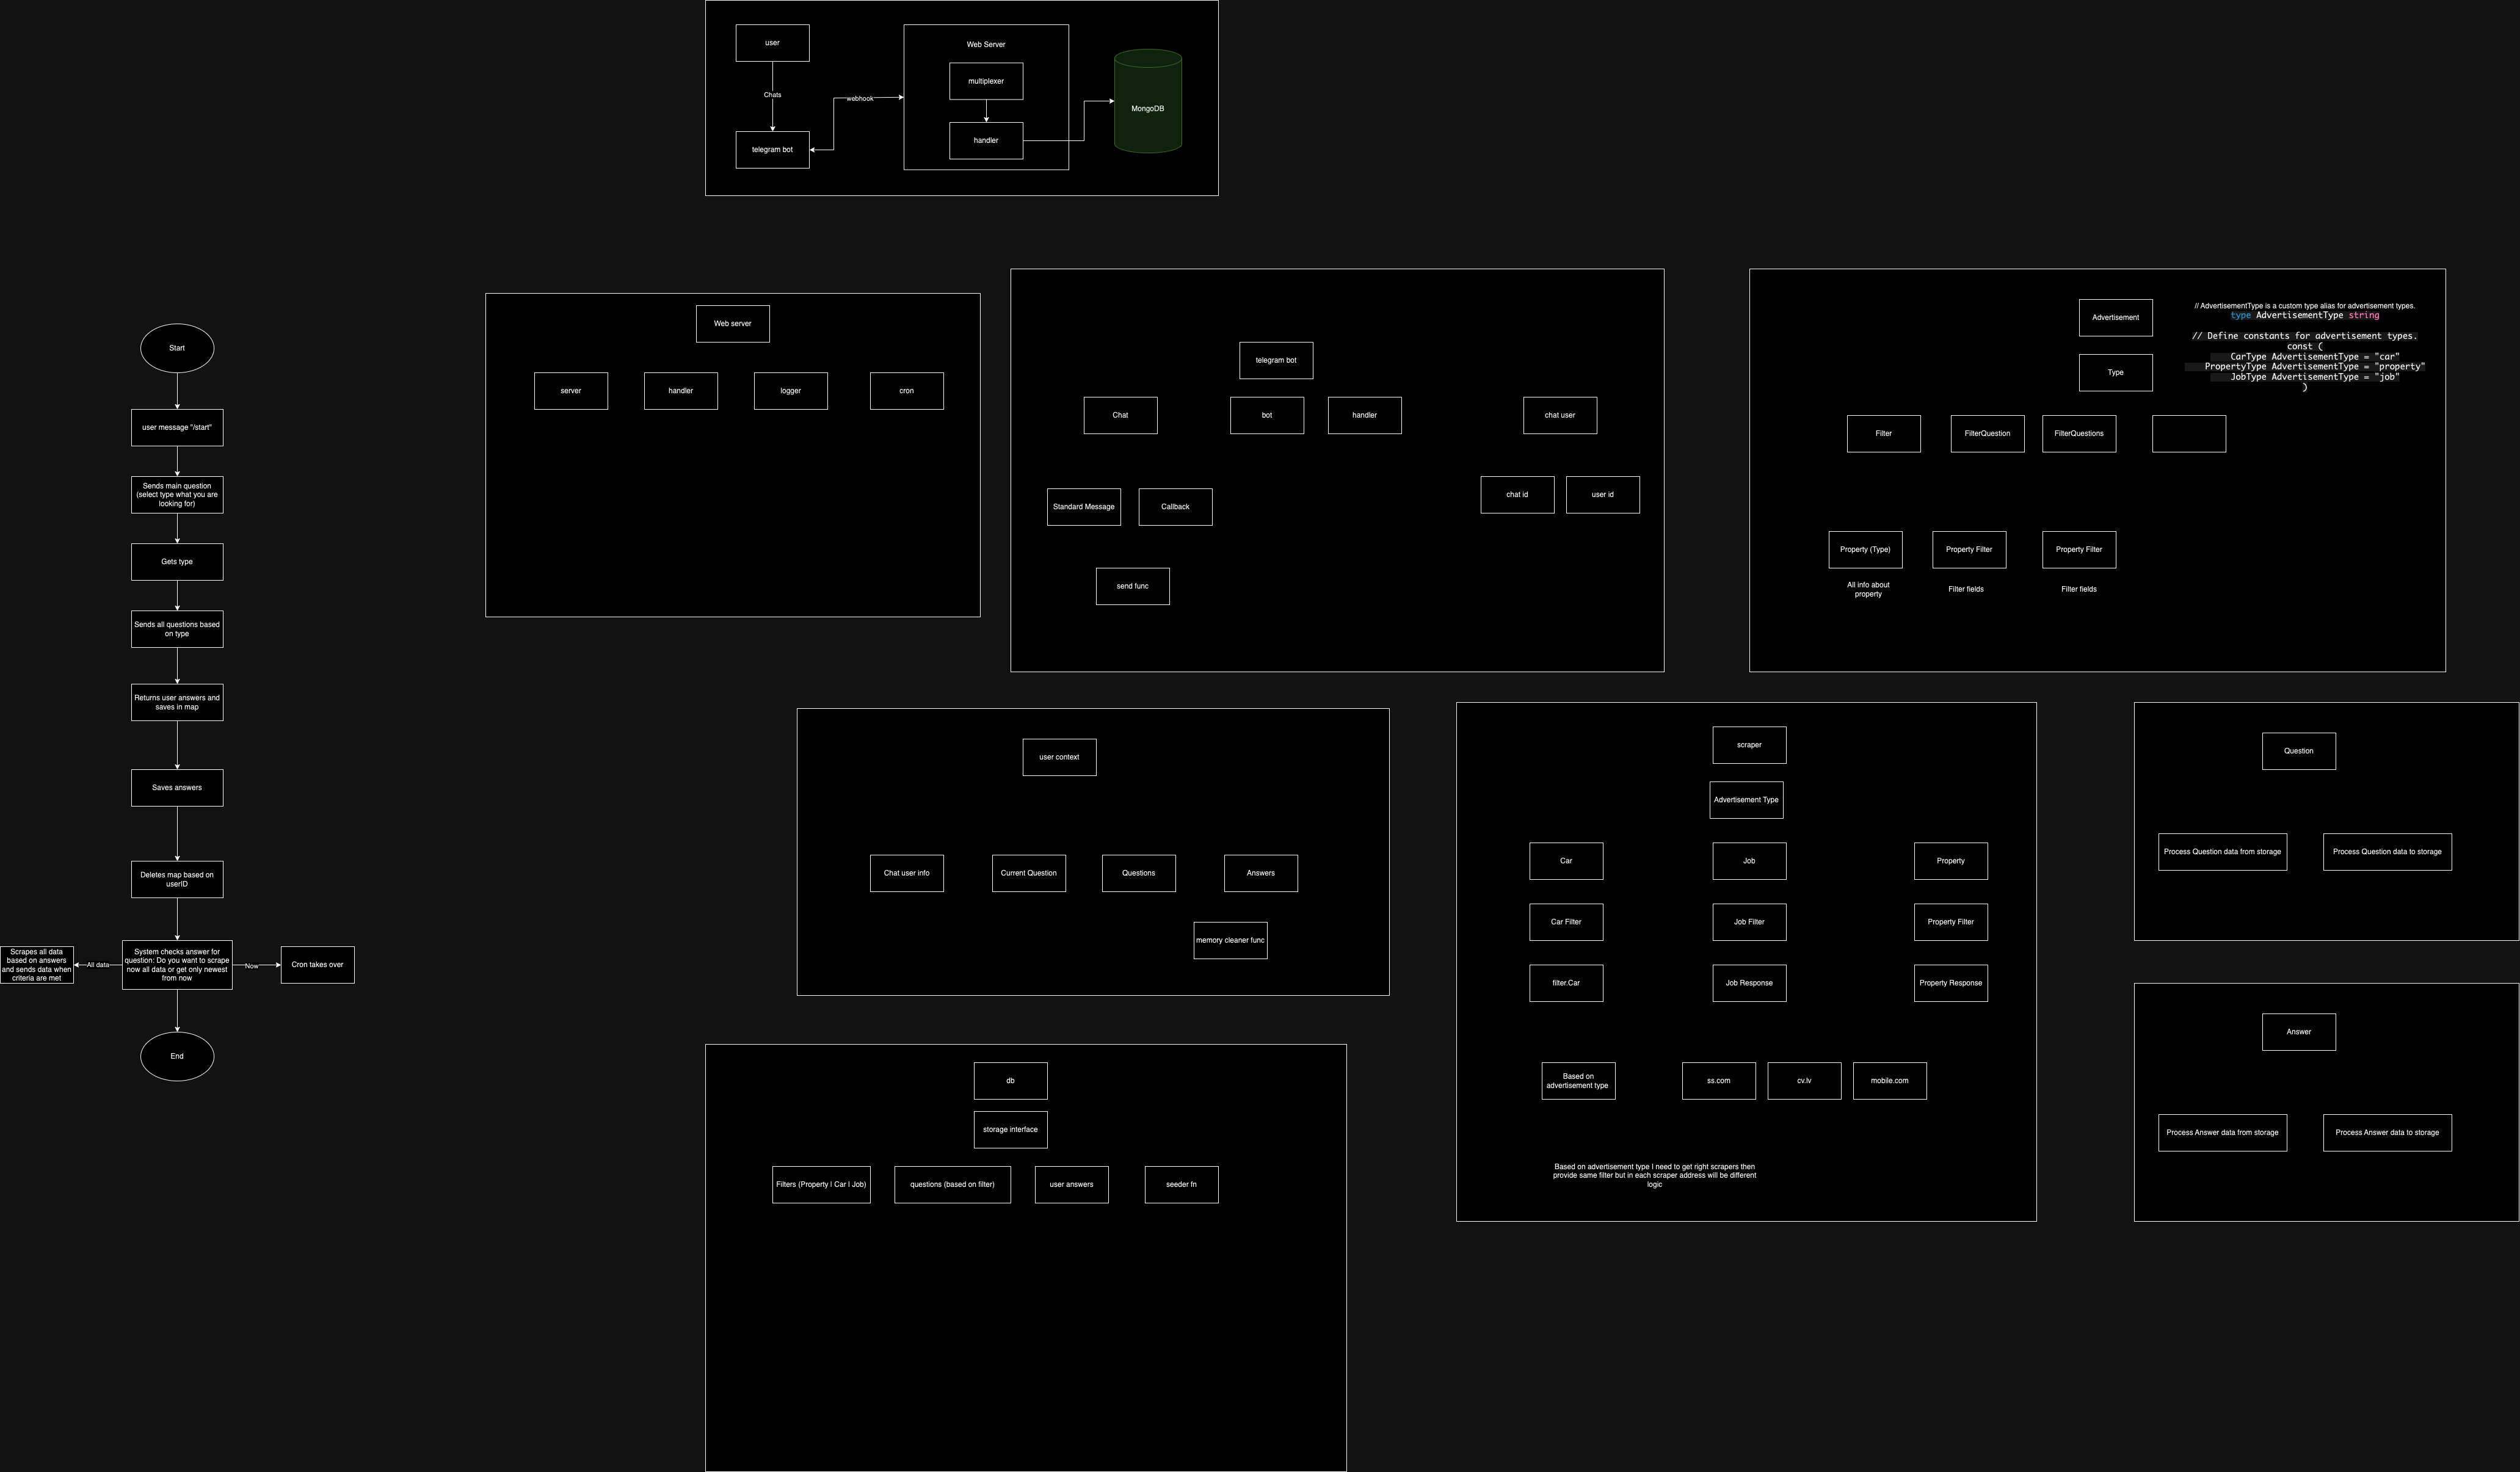 user
Chats
telegram bot
webhook
Web Server
multiplexer
handler
MongoDB
Start
user message "/start"
Sends main question
(select type what you are
looking for)
Gets type
Sends all questions based
on type
Returns user answers and
saves in map
Saves answers
Deletes map based on
userID
System checks answer for
question: Do you want to scrape
now all data or get only newest
from now
All data
Scrapes all data
based on answers
and sends data when
criteria are met
Now
Cron takes over
End
Web server
server
handler
logger
cron
telegram bot
Chat
bot
handler
chat user
Standard Message
Callback
chat id
user id
send func
Advertisement
Type
// AdvertisementType is a custom type alias for advertisement types.
type AdvertisementType string
// Define constants for advertisement types.
const (
CarType AdvertisementType = "car"
PropertyType AdvertisementType = "property"
JobType AdvertisementType = "job"
)
Filter
FilterQuestion
FilterQuestions
Property (Type)
Property Filter
Property Filter
All info about
property
Filter fields
Filter fields
user context
Chat user info
Current Question
Questions
Answers
memory cleaner func
scraper
Advertisement Type
Car
Job
Property
Car Filter
Job Filter
Property Filter
filter.Car
Job Response
Property Response
Based on
advertisement type
ss.com
cv.lv
mobile.com
Based on advertisement type I need to get right scrapers then
provide same filter but in each scraper address will be different
logic
Question
Process Question data from storage
Process Question data to storage
Answer
Process Answer data from storage
Process Answer data to storage
db
storage interface
Filters (Property | Car | Job)
questions (based on filter)
user answers
seeder fn